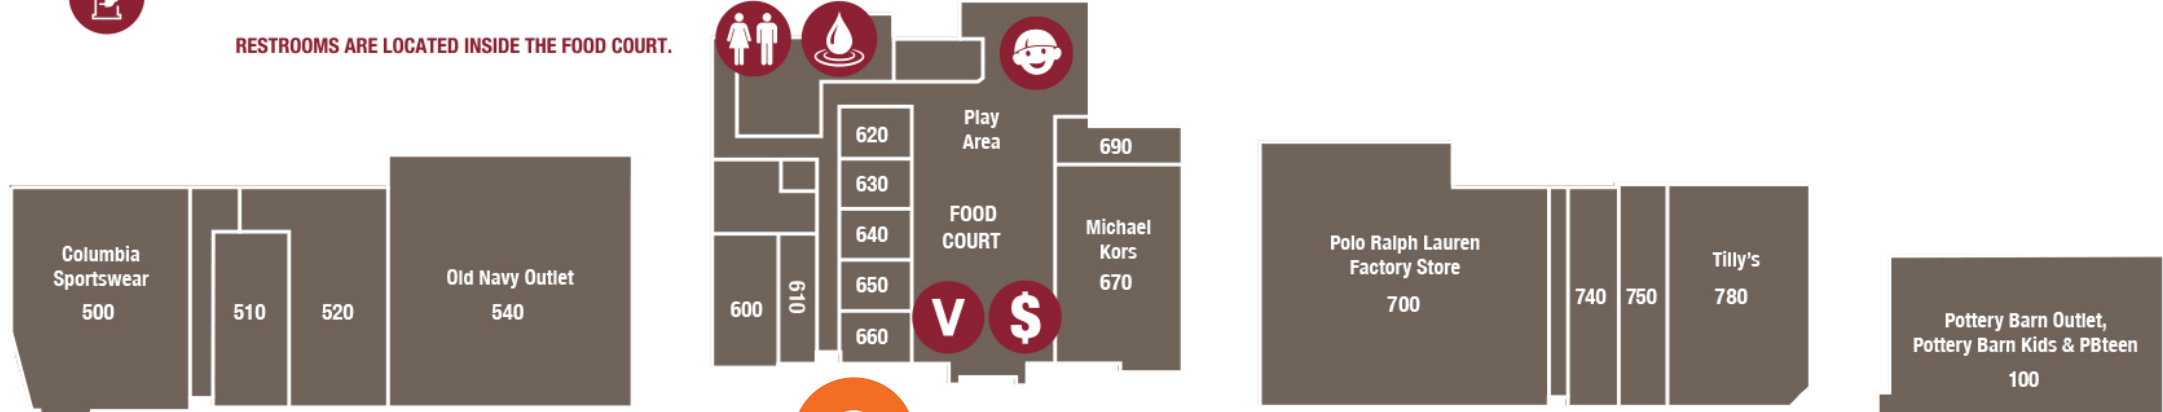 RESTROOMS ARE LOCATED INSIDE THE FOOD COURT.
Columbia
Sportswear
500
510
520
Old Navy Outlet
540
600
610
620
630
640
650
660
Play
Area
FOOD
COURT
V
$
690
Michael
Kors
670
Polo Ralph Lauren
Factory Store
700
740
750
Tilly's
780
Pottery Barn Outlet,
Pottery Barn Kids & PBteen
100